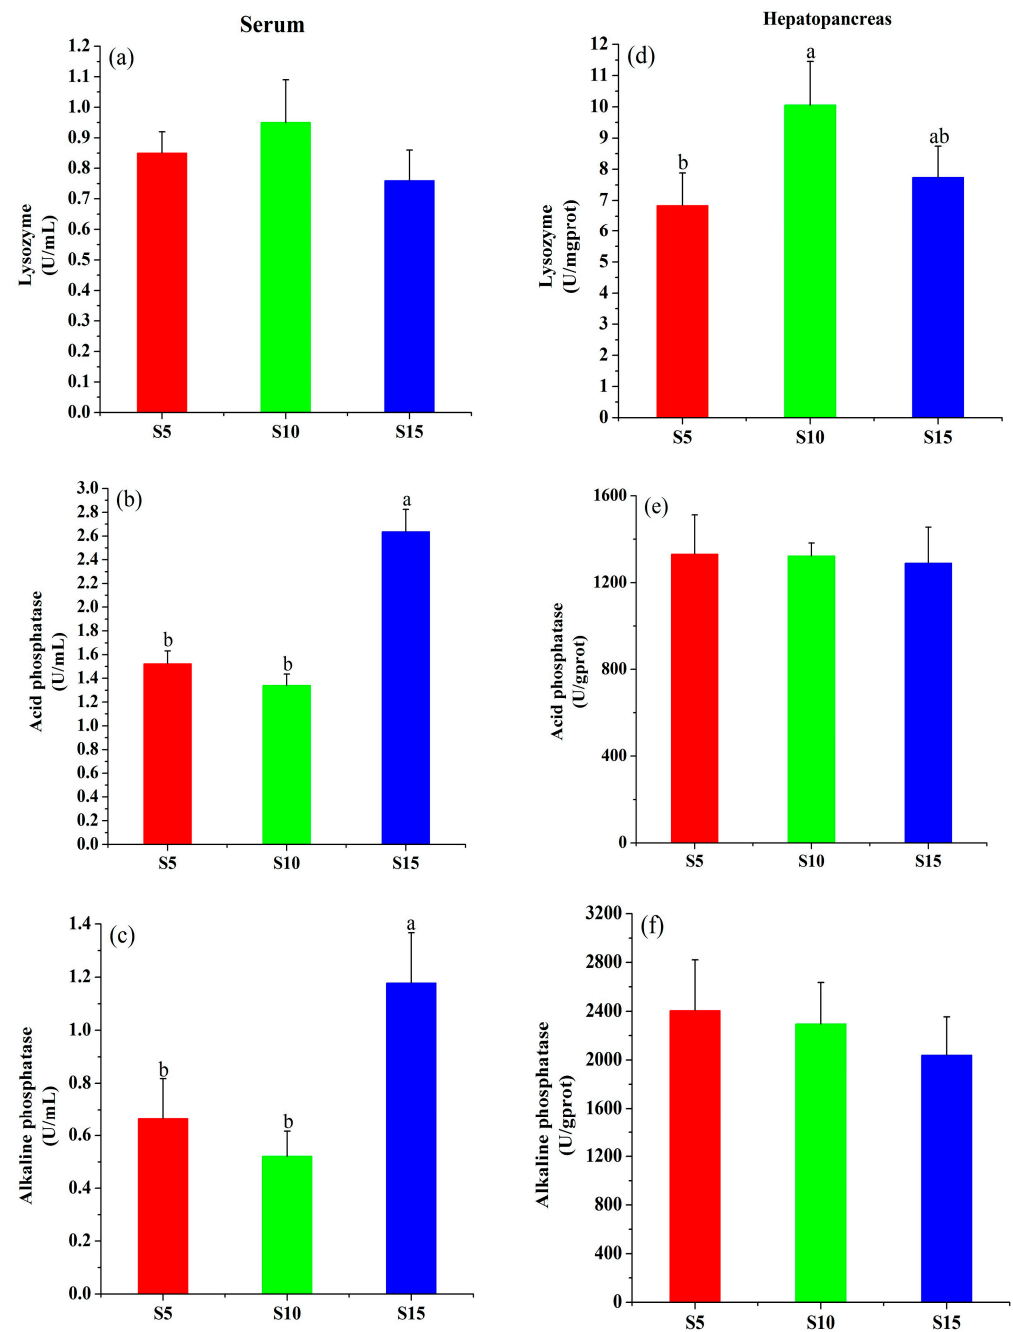 Serum
(a)
Lysozyme
(U/mL)
1.2
1.1
1.0
0.9
0.8
0.7
0.6
0.5
0.4
0.3
0.2
0.1
0.0
S5
S10
S15
Hepatopancreas
(d)
Lysozyme
(U/mgprot)
12
11
10
9
8
7
6
5
4
3
2
1
0
b
a
ab
S5
S10
S15
(b)
Acid phosphatase
(U/mL)
3.0
2.8
2.6
2.4
2.2
2.0
1.8
1.6
1.4
1.2
1.0
0.8
0.6
0.4
0.2
0.0
b
b
a
S5
S10
S15
(e)
Acid phosphatase
(U/gprot)
1600
1200
800
400
0
S5
S10
S15
(c)
Alkaline phosphatase
(U/mL)
1.4
1.2
1.0
0.8
0.6
0.4
0.2
0.0
b
b
a
S5
S10
S15
(f)
Alkaline phosphatase
(U/gprot)
3200
2800
2400
2000
1600
1200
800
400
0
S5
S10
S15